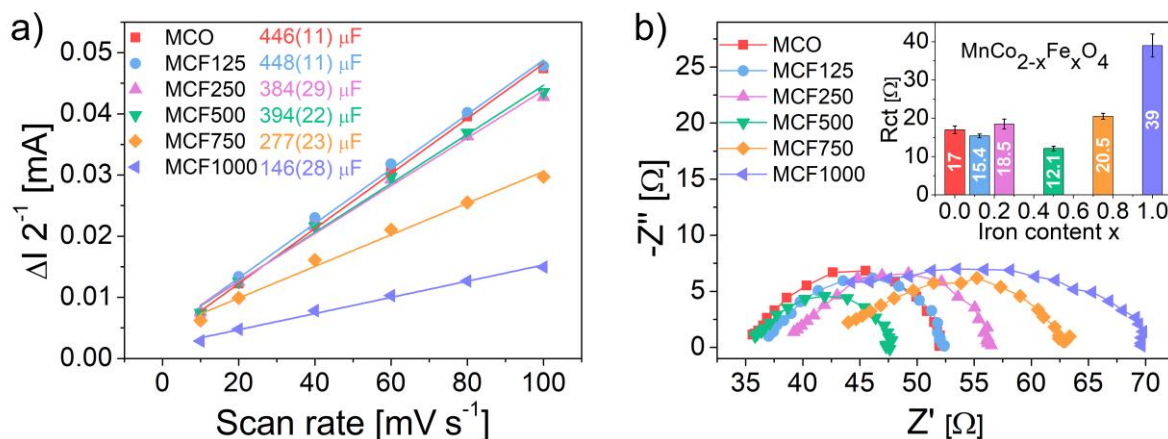 a)
MCO 446(11) μF
MCF125 448(11) μF
MCF250 384(29) μF
MCF500 394(22) μF
MCF750 277(23) μF
MCF1000 146(28) μF
ΔI 2⁻¹ [mA]
0.05
0.04
0.03
0.02
0.01
0.00
0 20 40 60 80 100
Scan rate [mV s⁻¹]
b)
MCO
MCF125
MCF250
MCF500
MCF750
MCF1000
-Z'' [Ω]
25
20
15
10
5
0
35 40 45 50 55 60 65 70
Z' [Ω]
MnCo₂₋ₓFeₓO₄
Rct [Ω]
40
20
0
17
15.4
18.5
12.1
20.5
39
0.0 0.2 0.4 0.6 0.8 1.0
Iron content x